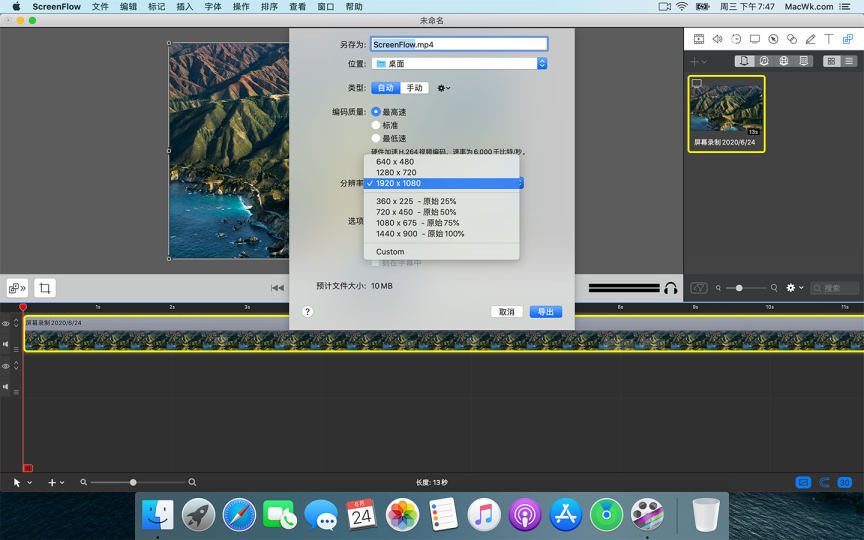 ScreenFlow 文件 编辑 标记 插入 字体 操作 排序 查看 窗口 帮助 周三 下午 7:47 MacWk.com
未命名
另存为: ScreenFlow.mp4
位置: 桌面
类型: 自动 手动
编码质量: 最高速
标准
最低速
硬件加速 H.264 视频编码。速率为 6,000 千比特/秒。
640 x 480
1280 x 720
分辨率 ✓ 1920 x 1080
360 x 225 - 原始 25%
720 x 450 - 原始 50%
选项
1080 x 675 - 原始 75%
1440 x 900 - 原始 100%
Custom
刻在字幕中
预计文件大小: 10 MB
? 取消 导出
13s
屏幕录制 2020/6/24
搜索
1s 2s 3s 8s 9s 10s 11s
屏幕录制 2020/6/24
长度: 13 秒
30
6月
24